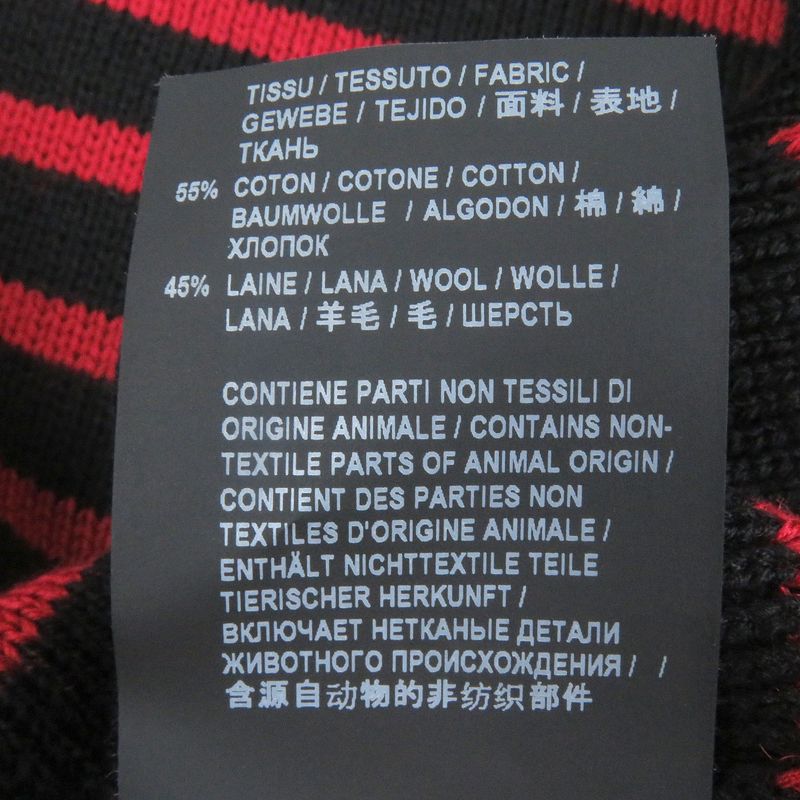 TISSU / TESSUTO / FABRIC /
GEWEBE / TEJIDO / 面料 / 表地 /
ТКАНЬ
55% COTON / COTONE / COTTON /
BAUMWOLLE / ALGODON / 棉 / 綿 /
ХЛОПОК
45% LAINE / LANA / WOOL / WOLLE /
LANA / 羊毛 / 毛 / ШЕРСТЬ
CONTIENE PARTI NON TESSILI DI
ORIGINE ANIMALE / CONTAINS NON-
TEXTILE PARTS OF ANIMAL ORIGIN /
CONTIENT DES PARTIES NON
TEXTILES D'ORIGINE ANIMALE /
ENTHÄLT NICHTTEXTILE TEILE
TIERISCHER HERKUNFT /
ВКЛЮЧАЕТ НЕТКАНЫЕ ДЕТАЛИ
ЖИВОТНОГО ПРОИСХОЖДЕНИЯ / /
含源自动物的非纺织部件